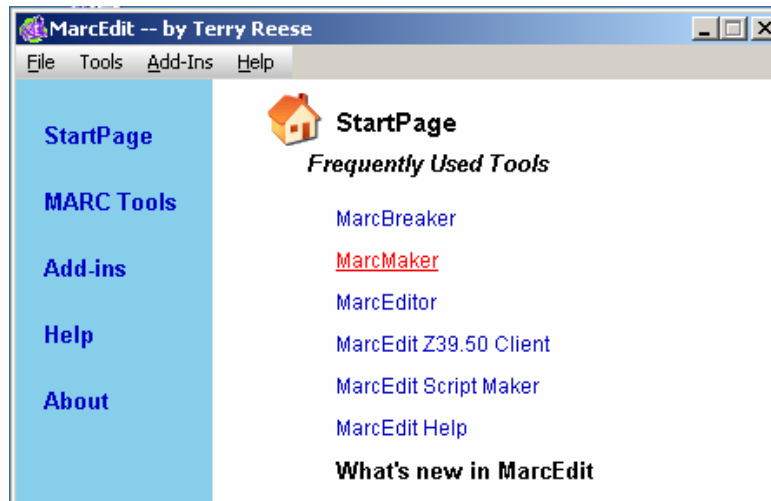 MarcEdit -- by Terry Reese
File Tools Add-Ins Help
StartPage
MARC Tools
Add-ins
Help
About
StartPage
Frequently Used Tools
MarcBreaker
MarcMaker
MarcEditor
MarcEdit Z39.50 Client
MarcEdit Script Maker
MarcEdit Help
What's new in MarcEdit